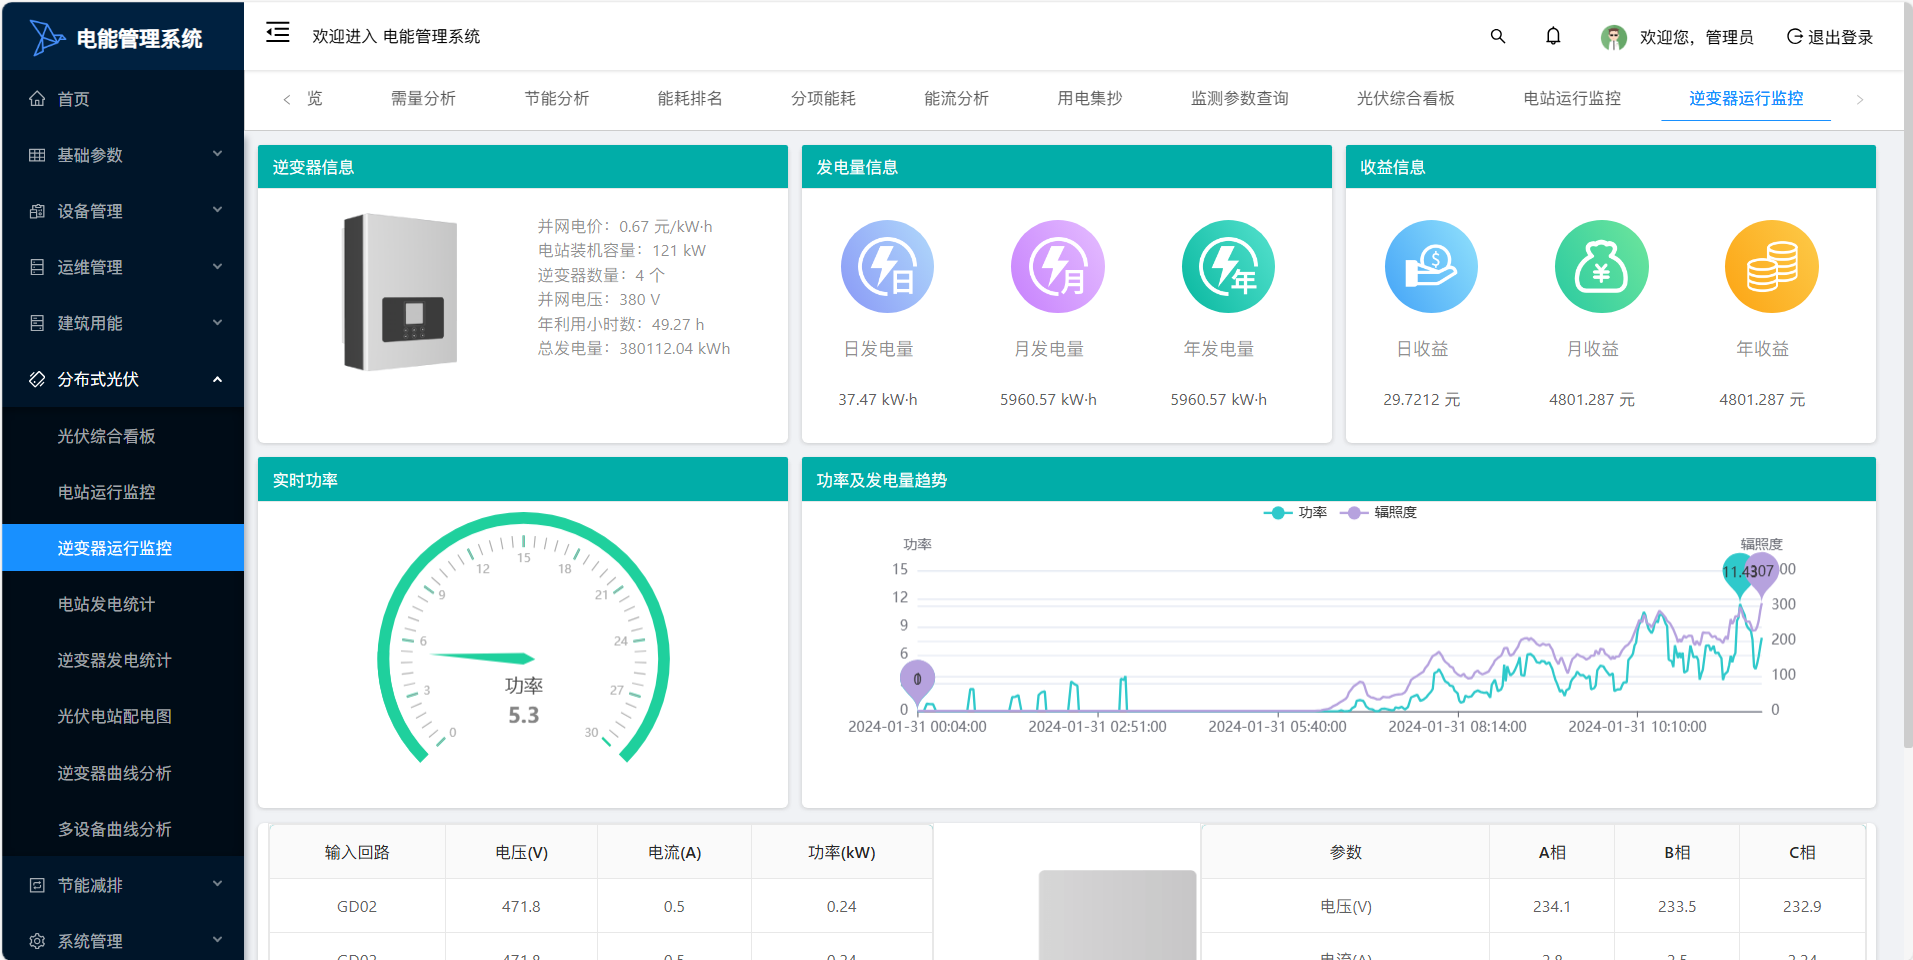 电能管理系统
欢迎进入 电能管理系统
欢迎您，管理员
退出登录
首页
基础参数
设备管理
运维管理
建筑用能
分布式光伏
光伏综合看板
电站运行监控
逆变器运行监控
电站发电统计
逆变器发电统计
光伏电站配电图
逆变器曲线分析
多设备曲线分析
节能减排
系统管理
< 览 需量分析 节能分析 能耗排名 分项能耗 能流分析 用电集抄 监测参数查询 光伏综合看板 电站运行监控 逆变器运行监控 >
逆变器信息
并网电价：0.67 元/kW·h
电站装机容量：121 kW
逆变器数量：4 个
并网电压：380 V
年利用小时数：49.27 h
总发电量：380112.04 kWh
发电量信息
日 月 年
日发电量 月发电量 年发电量
37.47 kW·h 5960.57 kW·h 5960.57 kW·h
收益信息
$ ¥
日收益 月收益 年收益
29.7212 元 4801.287 元 4801.287 元
实时功率
0 3 6 9 12 15 18 21 24 27 30
功率
5.3
功率及发电量趋势
功率 辐照度
功率 辐照度
15
12
9
6
0
00
300
200
100
0
0
11.43
307
2024-01-31 00:04:00 2024-01-31 02:51:00 2024-01-31 05:40:00 2024-01-31 08:14:00 2024-01-31 10:10:00
输入回路 电压(V) 电流(A) 功率(kW)
GD02 471.8 0.5 0.24
GD02 471.8 0.5 0.24
参数 A相 B相 C相
电压(V) 234.1 233.5 232.9
电流(A) 2.8 2.5 2.24